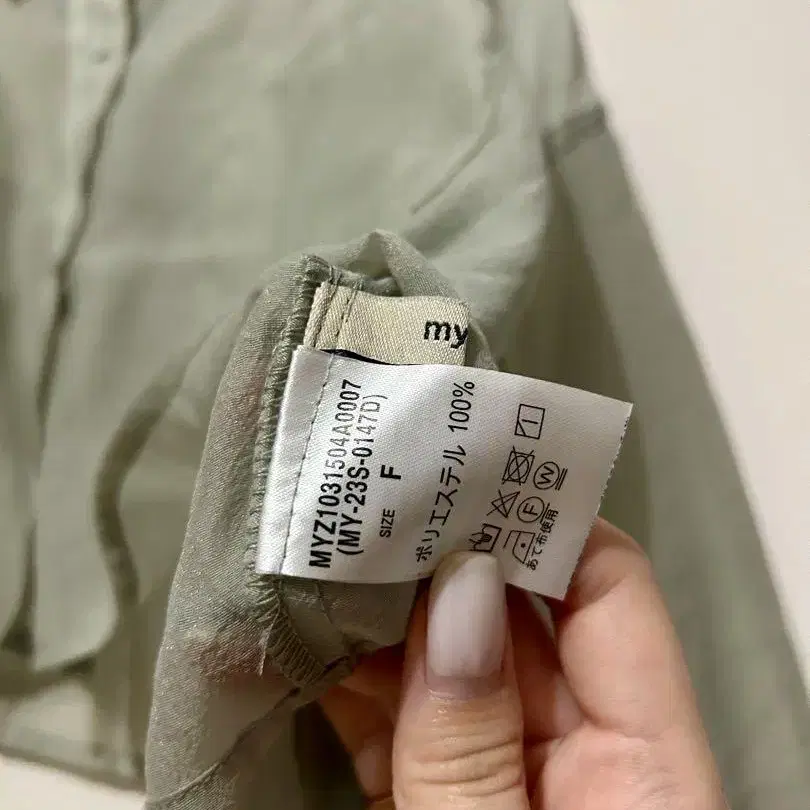 my
MYZ1031504A0007
(MY-23S-0147D)
SIZE F
ポリエステル 100%
W
F
あて布使用